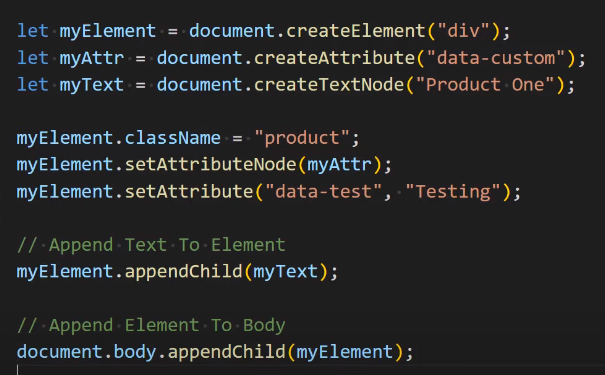 let myElement = document.createElement("div");
let myAttr = document.createAttribute("data-custom");
let myText = document.createTextNode("Product One");
myElement.className = "product";
myElement.setAttributeNode(myAttr);
myElement.setAttribute("data-test", "Testing");
// Append Text To Element
myElement.appendChild(myText);
// Append Element To Body
document.body.appendChild(myElement);